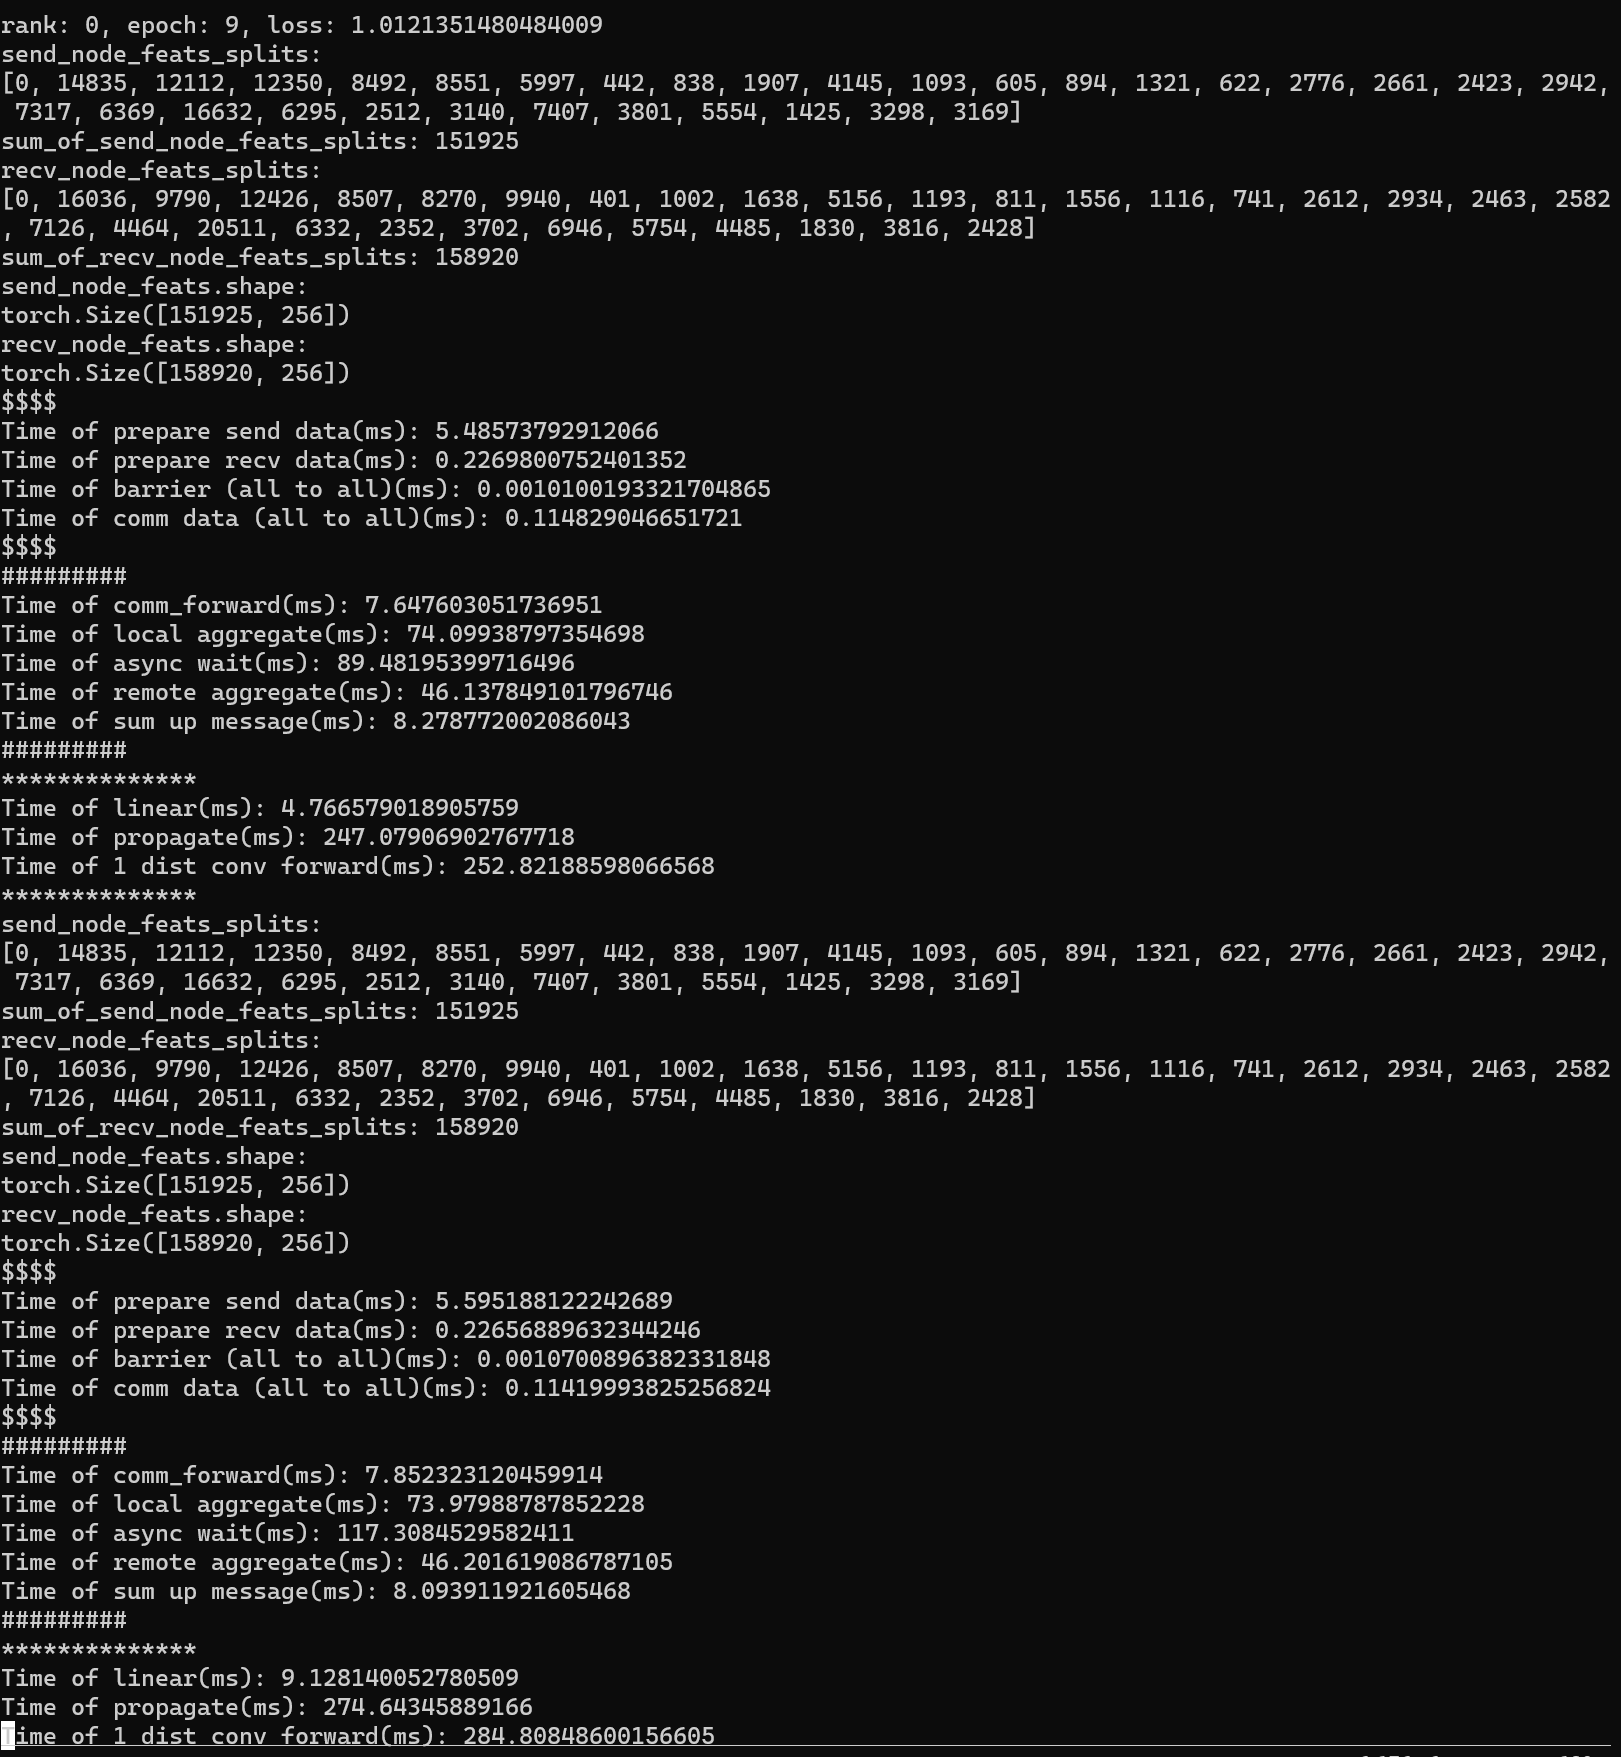 rank: 0, epoch: 9, loss: 1.0121351480484009
send_node_feats_splits:
[0, 14835, 12112, 12350, 8492, 8551, 5997, 442, 838, 1907, 4145, 1093, 605, 894, 1321, 622, 2776, 2661, 2423, 2942,
 7317, 6369, 16632, 6295, 2512, 3140, 7407, 3801, 5554, 1425, 3298, 3169]
sum_of_send_node_feats_splits: 151925
recv_node_feats_splits:
[0, 16036, 9790, 12426, 8507, 8270, 9940, 401, 1002, 1638, 5156, 1193, 811, 1556, 1116, 741, 2612, 2934, 2463, 2582
, 7126, 4464, 20511, 6332, 2352, 3702, 6946, 5754, 4485, 1830, 3816, 2428]
sum_of_recv_node_feats_splits: 158920
send_node_feats.shape:
torch.Size([151925, 256])
recv_node_feats.shape:
torch.Size([158920, 256])
$$$$
Time of prepare send data(ms): 5.48573792912066
Time of prepare recv data(ms): 0.2269800752401352
Time of barrier (all to all)(ms): 0.0010100193321704865
Time of comm data (all to all)(ms): 0.114829046651721
$$$$
#########
Time of comm_forward(ms): 7.647603051736951
Time of local aggregate(ms): 74.09938797354698
Time of async wait(ms): 89.48195399716496
Time of remote aggregate(ms): 46.137849101796746
Time of sum up message(ms): 8.278772002086043
#########
**************
Time of linear(ms): 4.766579018905759
Time of propagate(ms): 247.07906902767718
Time of 1 dist conv forward(ms): 252.82188598066568
**************
send_node_feats_splits:
[0, 14835, 12112, 12350, 8492, 8551, 5997, 442, 838, 1907, 4145, 1093, 605, 894, 1321, 622, 2776, 2661, 2423, 2942,
 7317, 6369, 16632, 6295, 2512, 3140, 7407, 3801, 5554, 1425, 3298, 3169]
sum_of_send_node_feats_splits: 151925
recv_node_feats_splits:
[0, 16036, 9790, 12426, 8507, 8270, 9940, 401, 1002, 1638, 5156, 1193, 811, 1556, 1116, 741, 2612, 2934, 2463, 2582
, 7126, 4464, 20511, 6332, 2352, 3702, 6946, 5754, 4485, 1830, 3816, 2428]
sum_of_recv_node_feats_splits: 158920
send_node_feats.shape:
torch.Size([151925, 256])
recv_node_feats.shape:
torch.Size([158920, 256])
$$$$
Time of prepare send data(ms): 5.595188122242689
Time of prepare recv data(ms): 0.22656889632344246
Time of barrier (all to all)(ms): 0.0010700896382331848
Time of comm data (all to all)(ms): 0.11419993825256824
$$$$
#########
Time of comm_forward(ms): 7.852323120459914
Time of local aggregate(ms): 73.97988787852228
Time of async wait(ms): 117.3084529582411
Time of remote aggregate(ms): 46.201619086787105
Time of sum up message(ms): 8.093911921605468
#########
**************
Time of linear(ms): 9.128140052780509
Time of propagate(ms): 274.64345889166
Time of 1 dist conv forward(ms): 284.80848600156605